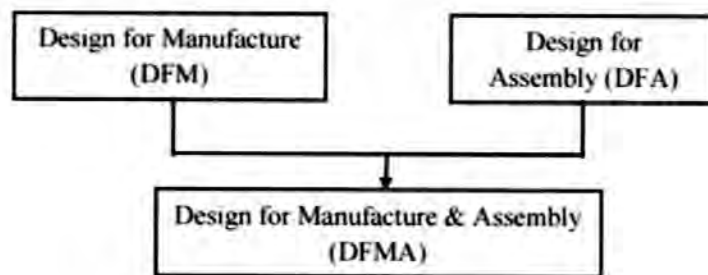 Design for Manufacture
(DFM)
Design for
Assembly (DFA)
Design for Manufacture & Assembly
(DFMA)